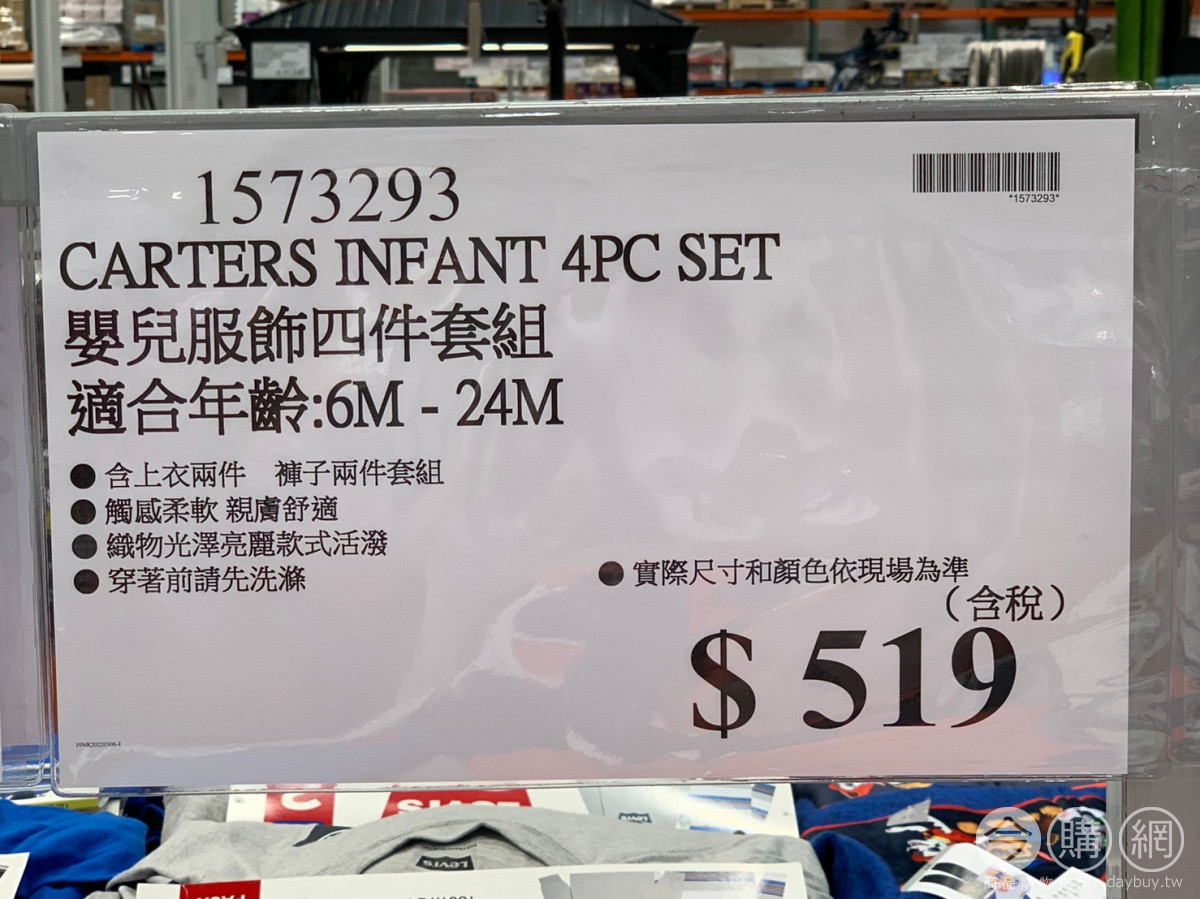 1573293
*1573293*
CARTERS INFANT 4PC SET
嬰兒服飾四件套組
適合年齡:6M - 24M
● 含上衣兩件 褲子兩件套組
● 觸感柔軟 親膚舒適
● 織物光澤亮麗款式活潑
● 穿著前請先洗滌
● 實際尺寸和顏色依現場為準
（含稅）
$ 519
LEVI'S
Levi's
今購網
daybuy.tw